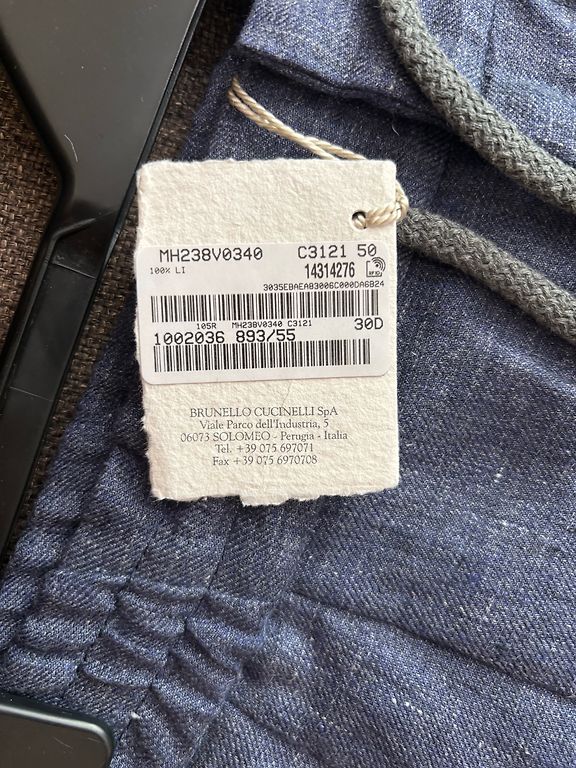 MH238V0340 C3121 50
100% LI 14314276 RFID
3035EBAEAB3006C000DA6B24
105R MH238V0340 C3121
1002036 893/55 30D
BRUNELLO CUCINELLI SpA
Viale Parco dell'Industria, 5
06073 SOLOMEO - Perugia - Italia
Tel. +39 075 697071
Fax +39 075 6970708